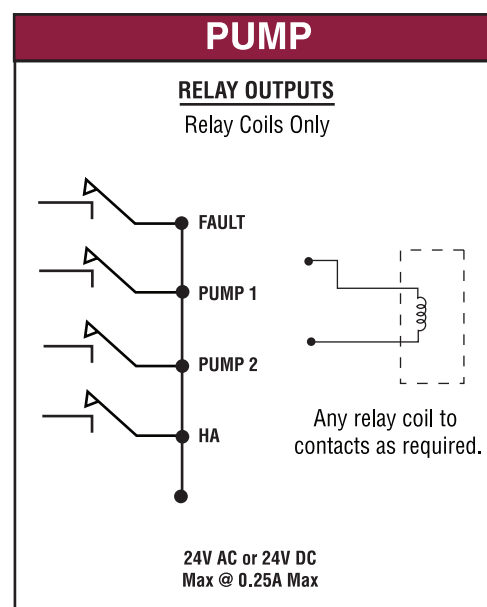 PUMP
RELAY OUTPUTS
Relay Coils Only
FAULT
PUMP 1
PUMP 2
HA
Any relay coil to
contacts as required.
24V AC or 24V DC
Max @ 0.25A Max